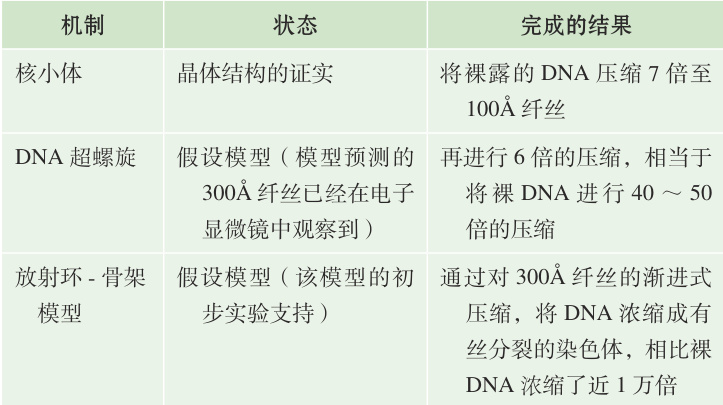 机制 状态 完成的结果
核小体 晶体结构的证实 将裸露的 DNA 压缩 7 倍至
100Å 纤丝
DNA 超螺旋 假设模型（模型预测的 再进行 6 倍的压缩，相当于
300Å 纤丝已经在电子 将裸 DNA 进行 40 ～ 50
显微镜中观察到） 倍的压缩
放射环 - 骨架 假设模型（该模型的初 通过对 300Å 纤丝的渐进式
模型 步实验支持） 压缩，将 DNA 浓缩成有
丝分裂的染色体，相比裸
DNA 浓缩了近 1 万倍